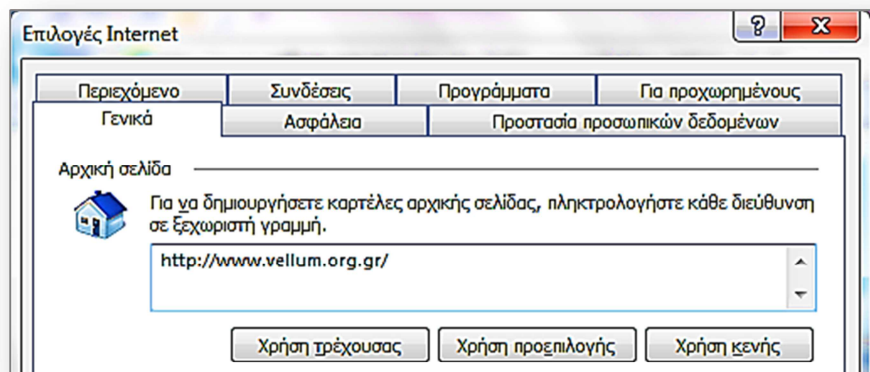 Επιλογές Internet
Περιεχόμενο Συνδέσεις Προγράμματα Για προχωρημένους
Γενικά Ασφάλεια Προστασία προσωπικών δεδομένων
Αρχική σελίδα
Για να δημιουργήσετε καρτέλες αρχικής σελίδας, πληκτρολογήστε κάθε διεύθυνση
σε ξεχωριστή γραμμή.
http://www.vellum.org.gr/
Χρήση τρέχουσας Χρήση προεπιλογής Χρήση κενής